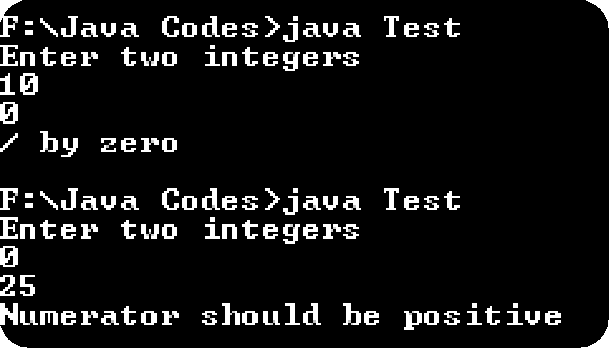 F:\Java Codes>java Test
Enter two integers
10
0
/ by zero
F:\Java Codes>java Test
Enter two integers
0
25
Numerator should be positive